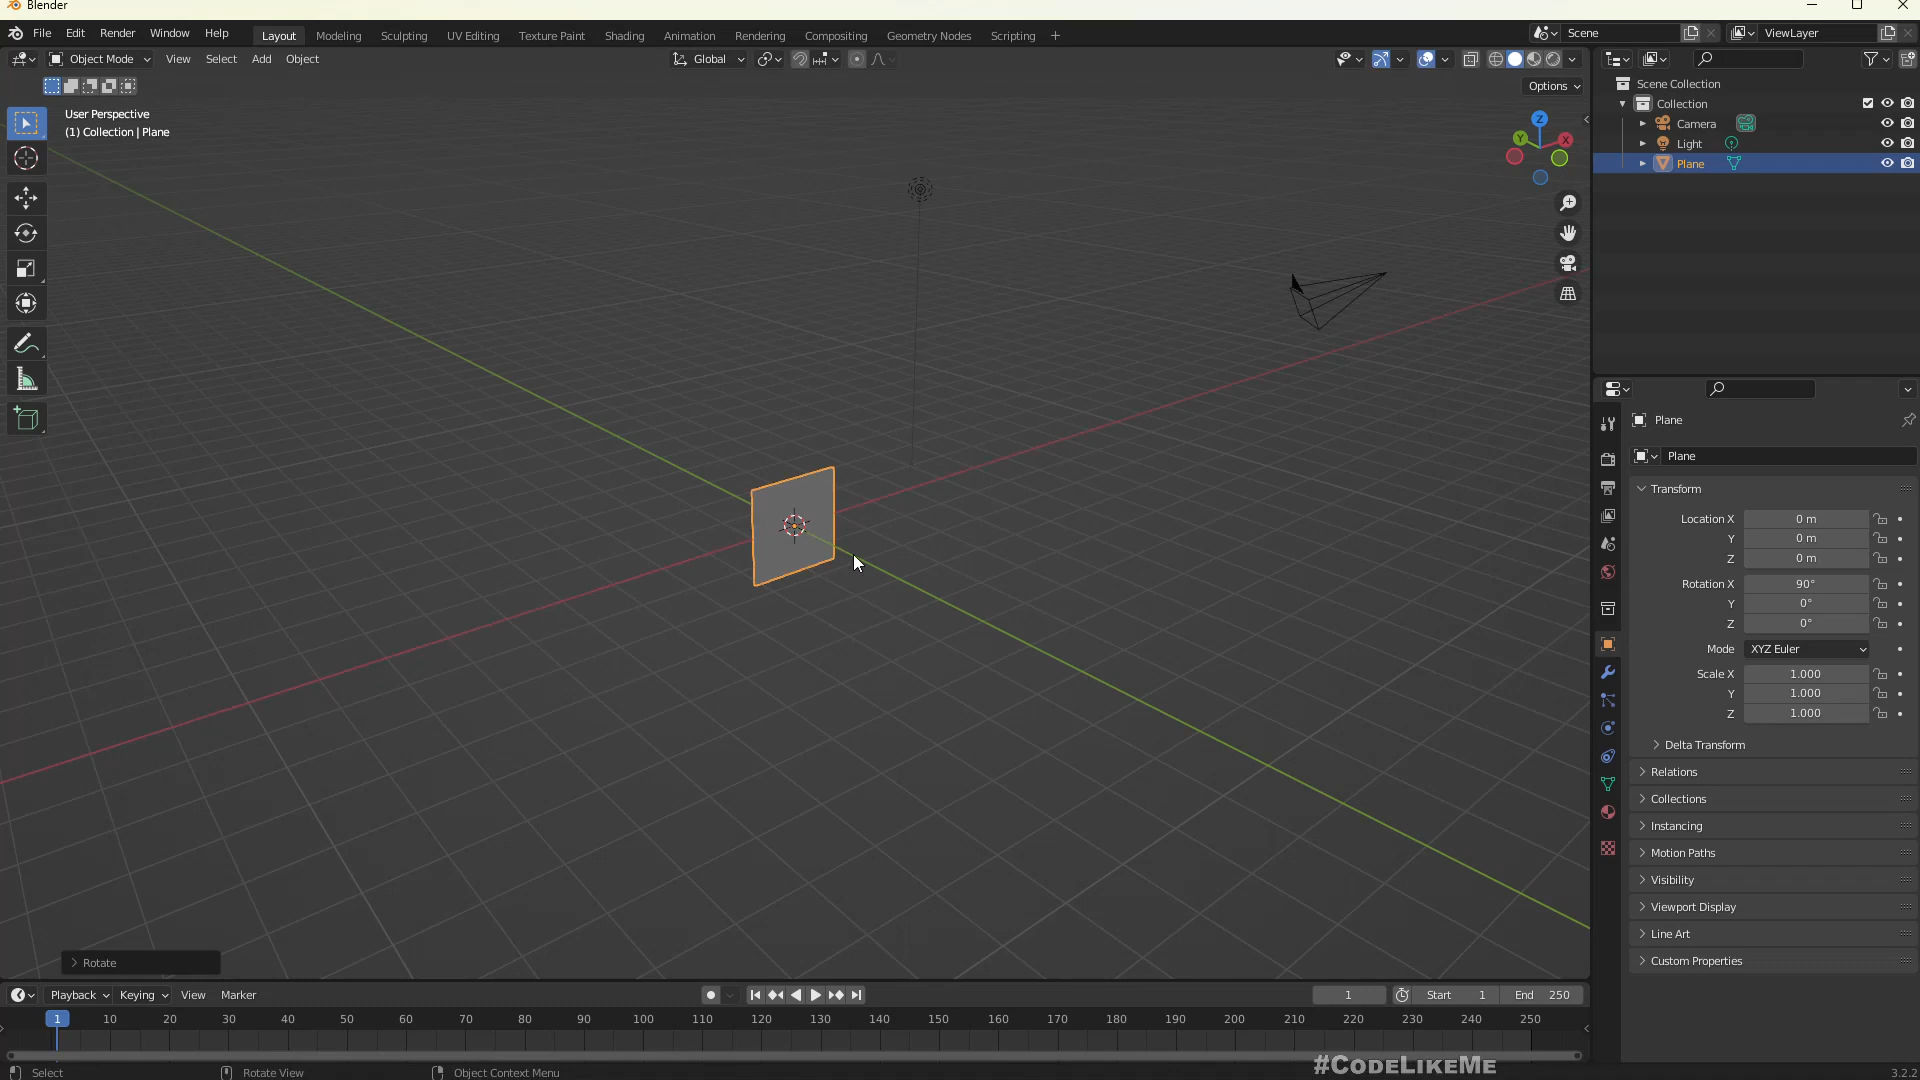 Blender
File Edit Render Window Help Layout Modeling Sculpting UV Editing Texture Paint Shading Animation Rendering Compositing Geometry Nodes Scripting + Scene ViewLayer
Object Mode View Select Add Object Global
Options
User Perspective
(1) Collection | Plane
Z
Y
X
Scene Collection
Collection
Camera
Light
Plane
Plane
Plane
Transform
Location X 0 m
Y 0 m
Z 0 m
Rotation X 90°
Y 0°
Z 0°
Mode XYZ Euler
Scale X 1.000
Y 1.000
Z 1.000
Delta Transform
Relations
Collections
Instancing
Motion Paths
Visibility
Viewport Display
Line Art
Custom Properties
Rotate
Playback Keying View Marker 1 Start 1 End 250
1 10 20 30 40 50 60 70 80 90 100 110 120 130 140 150 160 170 180 190 200 210 220 230 240 250
#CodeLikeMe
Select Rotate View Object Context Menu 3.2.2